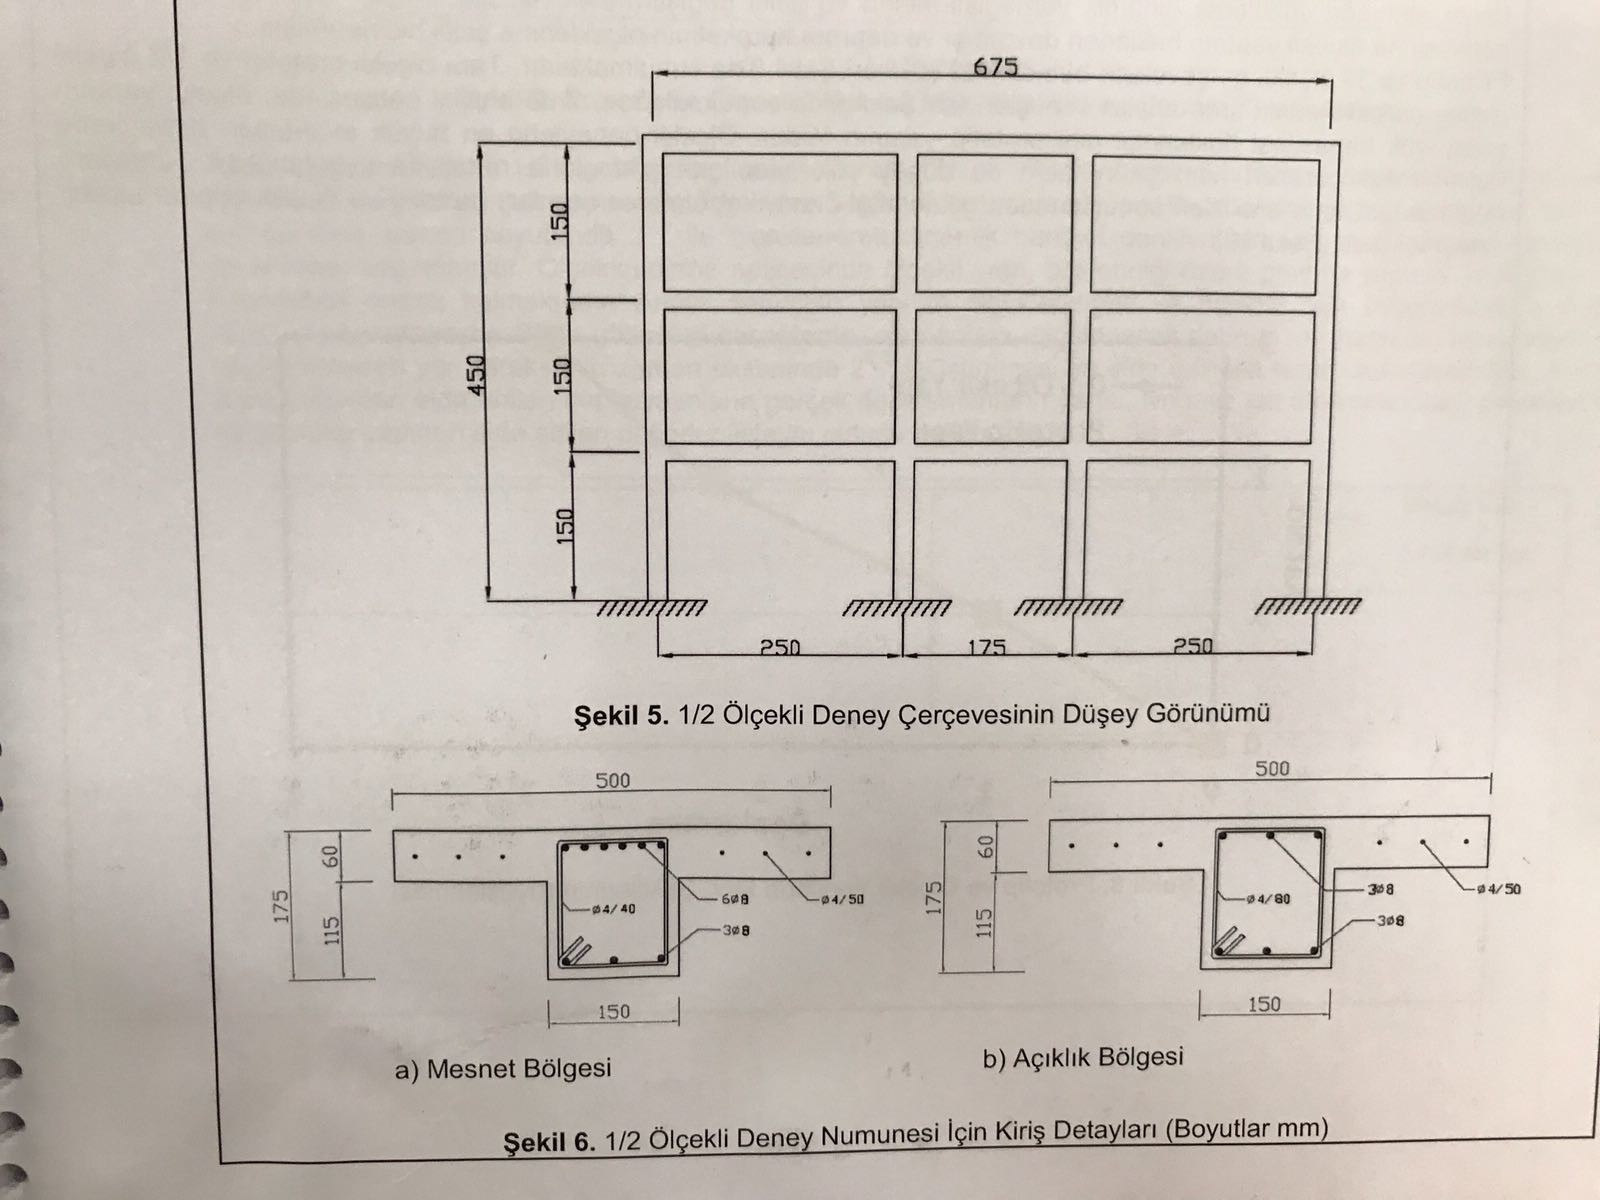 675
150
450
150
150
250 175 250
Şekil 5. 1/2 Ölçekli Deney Çerçevesinin Düşey Görünümü
500
175
60
115
ø4/40
6ø8
3ø8
ø4/50
150
500
175
60
115
ø4/80
3ø8
3ø8
ø4/50
150
a) Mesnet Bölgesi
b) Açıklık Bölgesi
Şekil 6. 1/2 Ölçekli Deney Numunesi İçin Kiriş Detayları (Boyutlar mm)